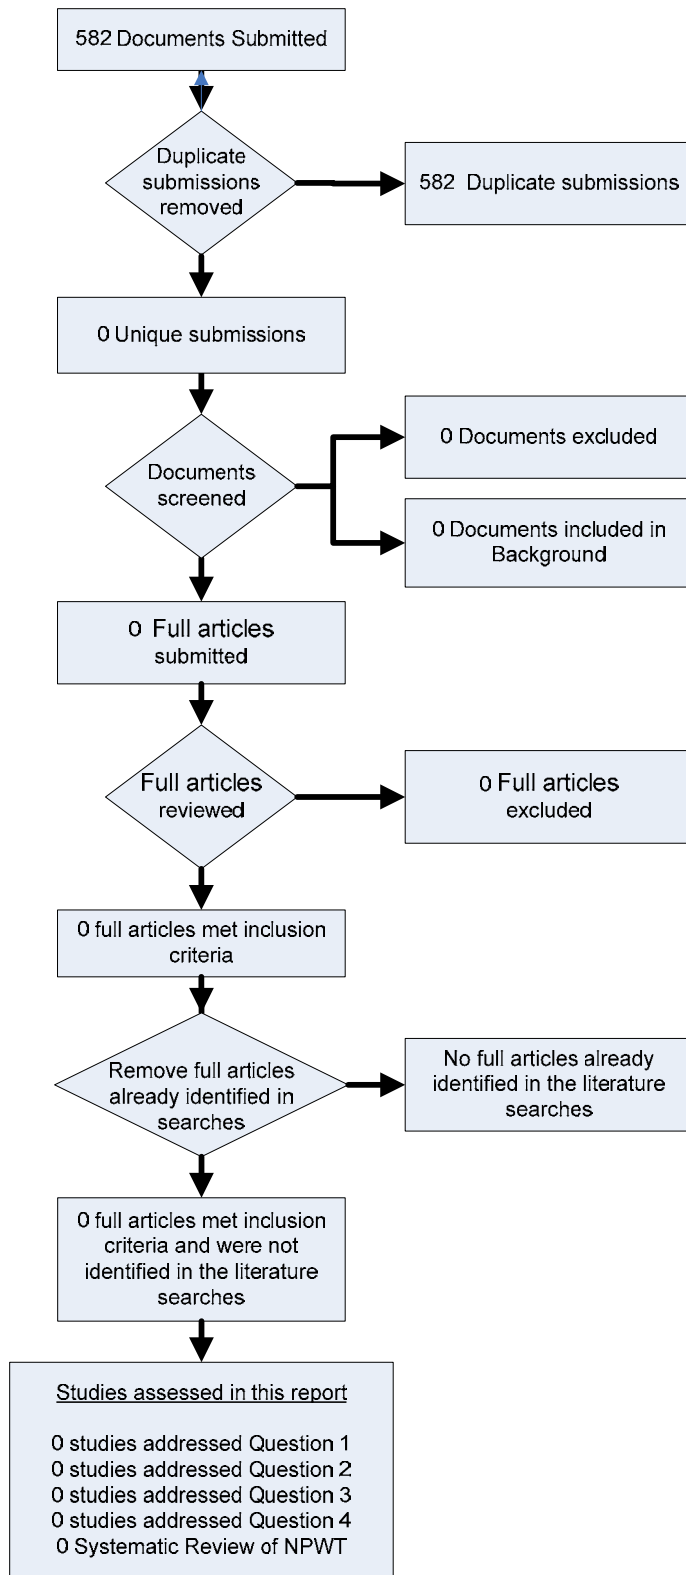 582 Documents Submitted
Duplicate
submissions
removed
582 Duplicate submissions
0 Unique submissions
Documents
screened
0 Documents excluded
0 Documents included in
Background
0 Full articles
submitted
Full articles
reviewed
0 Full articles
excluded
0 full articles met inclusion
criteria
Remove full articles
already identified in
searches
No full articles already
identified in the literature
searches
0 full articles met inclusion
criteria and were not
identified in the literature
searches
Studies assessed in this report
0 studies addressed Question 1
0 studies addressed Question 2
0 studies addressed Question 3
0 studies addressed Question 4
0 Systematic Review of NPWT